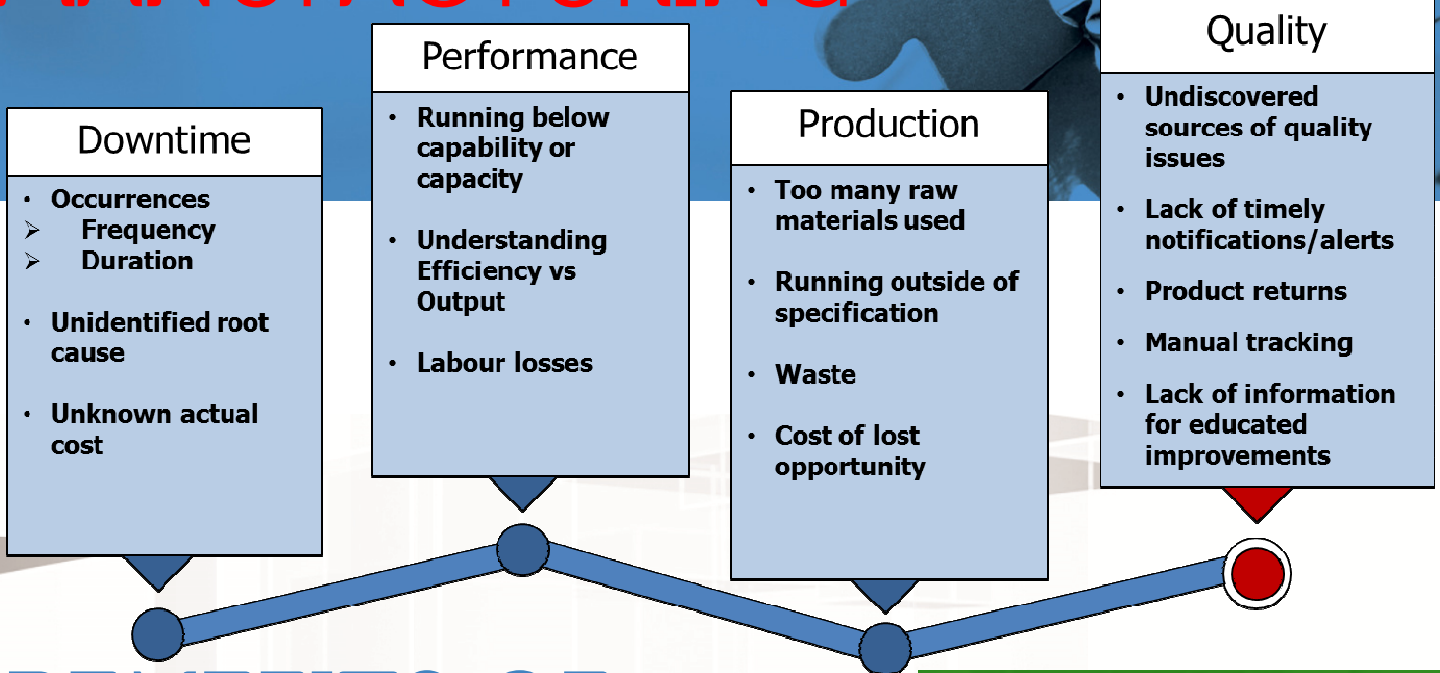 MANUFACTURING
Downtime
• Occurrences
➢ Frequency
➢ Duration
• Unidentified root
cause
• Unknown actual
cost
Performance
• Running below
capability or
capacity
• Understanding
Efficiency vs
Output
• Labour losses
Production
• Too many raw
materials used
• Running outside of
specification
• Waste
• Cost of lost
opportunity
Quality
• Undiscovered
sources of quality
issues
• Lack of timely
notifications/alerts
• Product returns
• Manual tracking
• Lack of information
for educated
improvements
BENEFITS OF